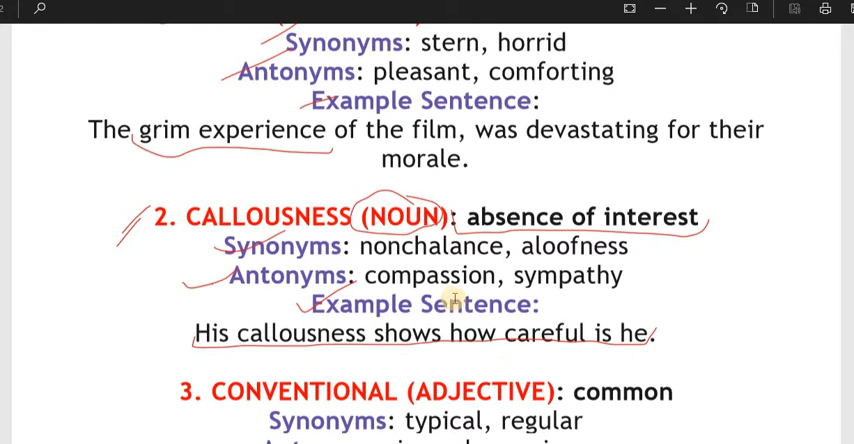 Synonyms: stern, horrid
Antonyms: pleasant, comforting
Example Sentence:
The grim experience of the film, was devastating for their
morale.
2. CALLOUSNESS (NOUN): absence of interest
Synonyms: nonchalance, aloofness
Antonyms: compassion, sympathy
Example Sentence:
His callousness shows how careful is he.
3. CONVENTIONAL (ADJECTIVE): common
Synonyms: typical, regular